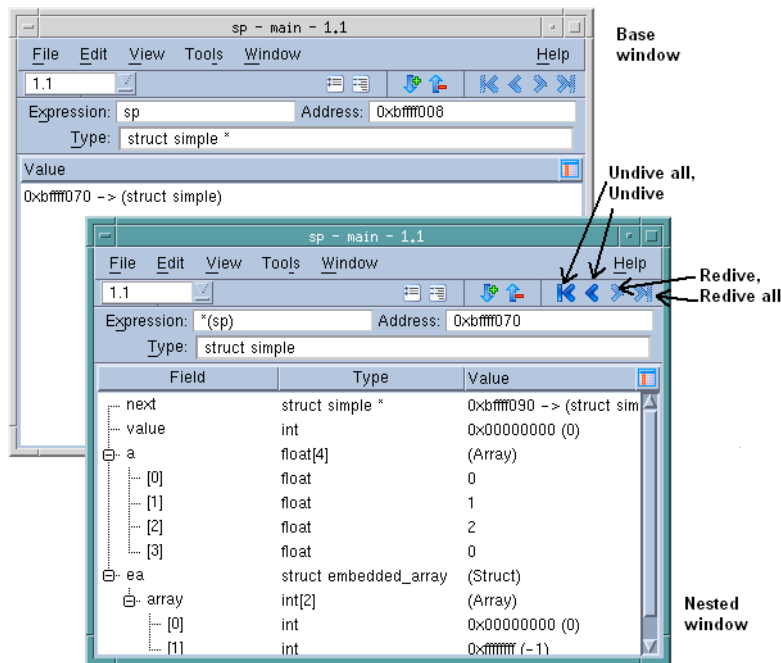 sp - main - 1.1
File Edit View Tools Window Help
1.1
Expression: sp Address: 0xbffff008
Type: struct simple *
Value
0xbffff070 -> (struct simple)
Base
window
Undive all,
Undive
sp - main - 1.1
File Edit View Tools Window Help
1.1
Redive,
Redive all
Expression: *(sp) Address: 0xbffff070
Type: struct simple
Field Type Value
next struct simple * 0xbffff090 -> (struct sim
value int 0x00000000 (0)
a float[4] (Array)
[0] float 0
[1] float 1
[2] float 2
[3] float 0
ea struct embedded_array (Struct)
array int[2] (Array)
[0] int 0x00000000 (0)
[1] int 0xffffffff (-1)
Nested
window